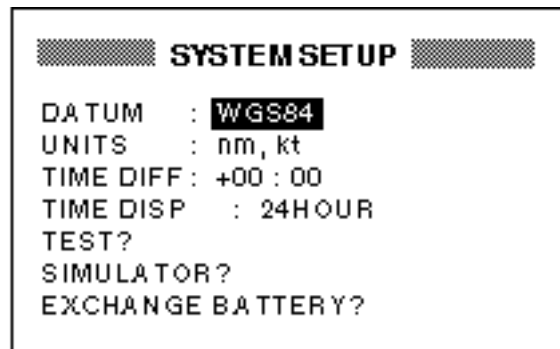 SYSTEM SETUP
DATUM : WGS84
UNITS : nm, kt
TIME DIFF : +00 : 00
TIME DISP : 24HOUR
TEST?
SIMULATOR?
EXCHANGE BATTERY?